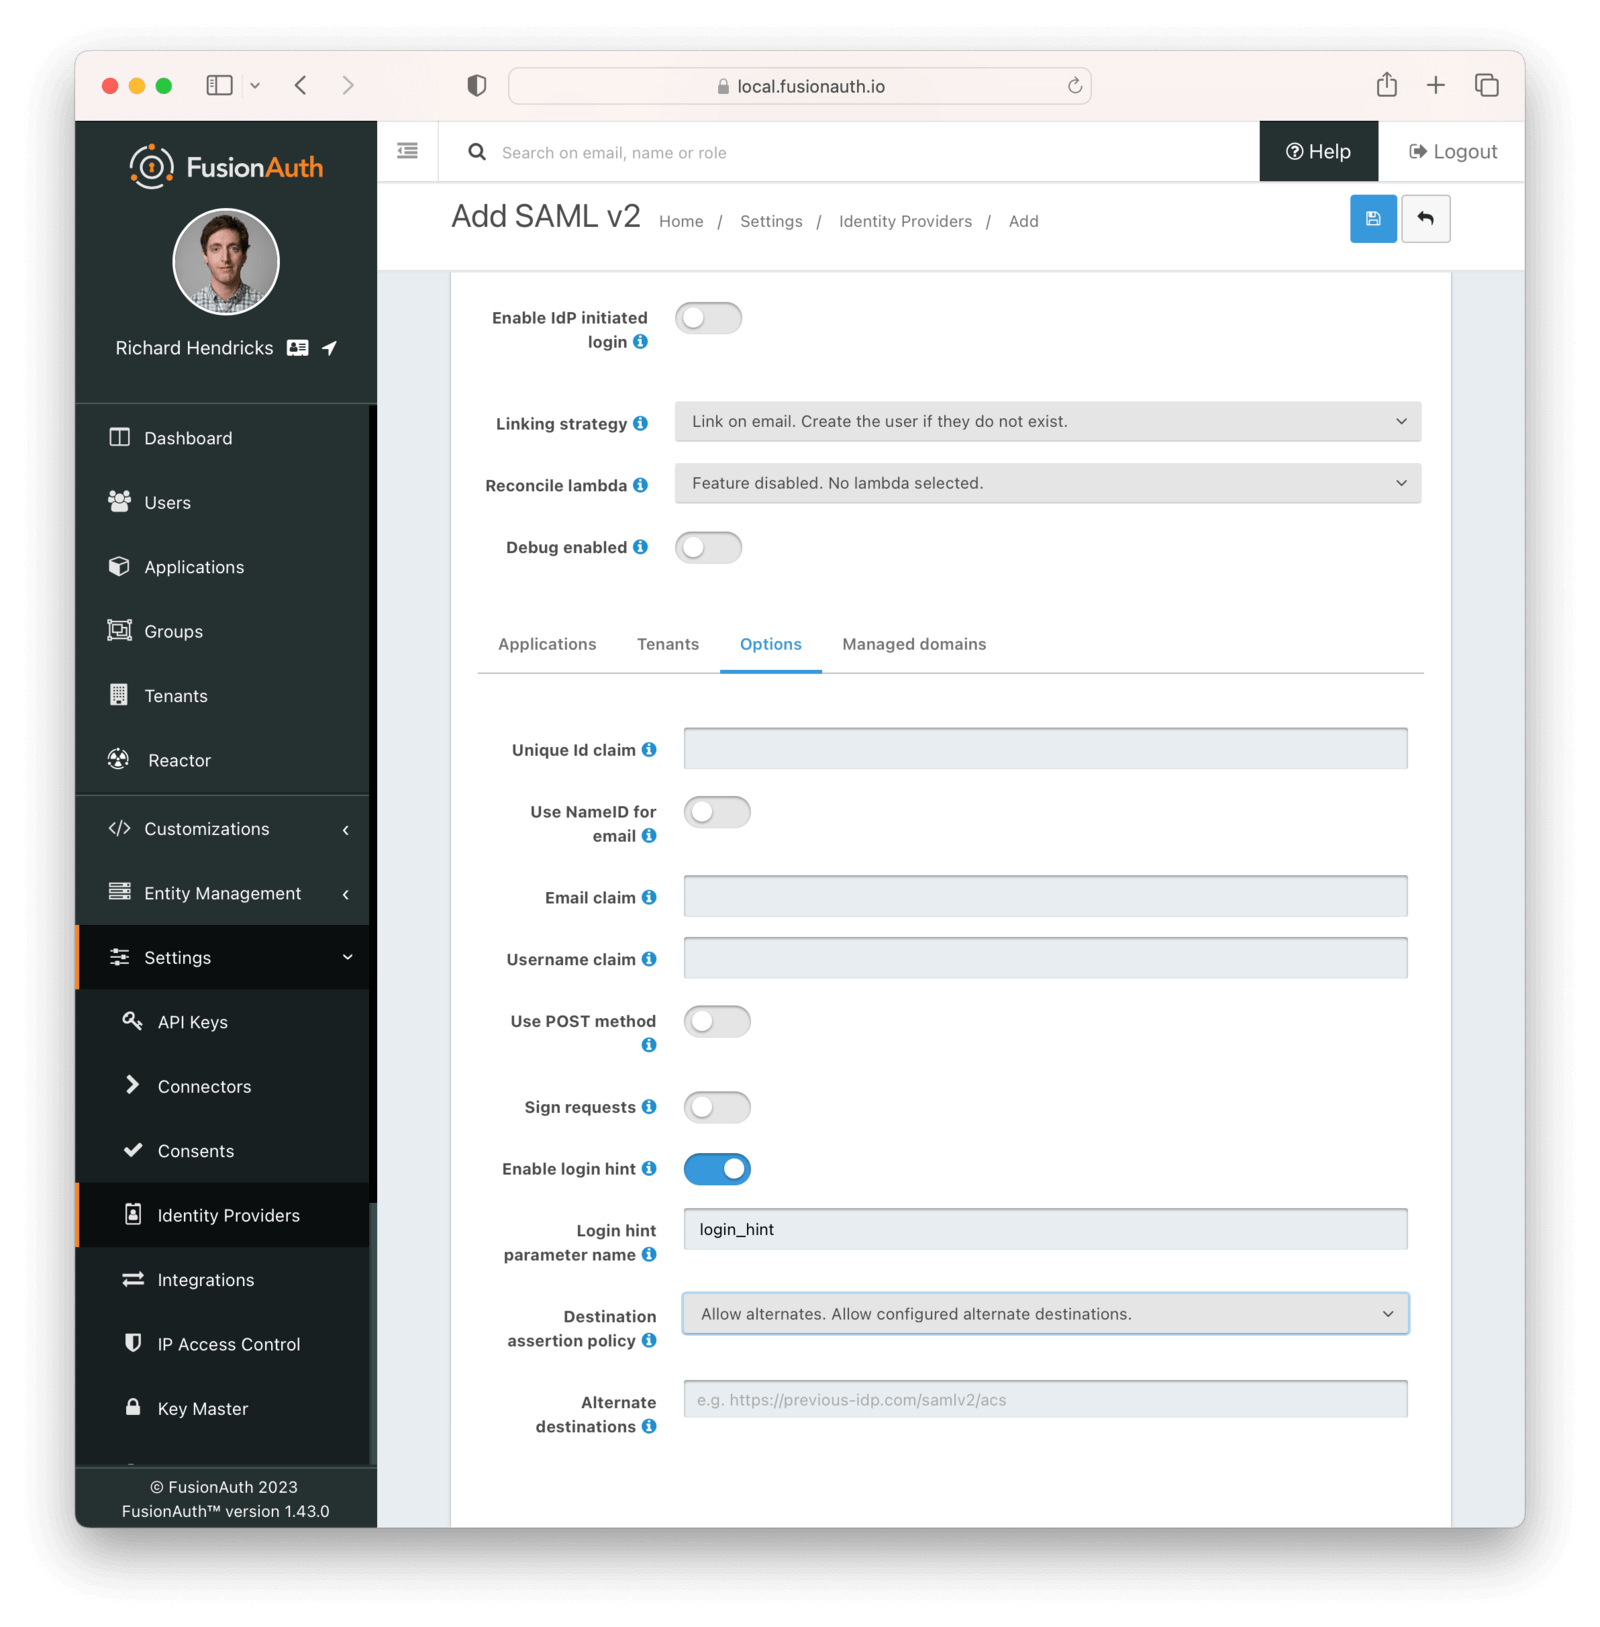 local.fusionauth.io
FusionAuth
Richard Hendricks
Dashboard
Users
Applications
Groups
Tenants
Reactor
Customizations
Entity Management
Settings
API Keys
Connectors
Consents
Identity Providers
Integrations
IP Access Control
Key Master
© FusionAuth 2023
FusionAuth™ version 1.43.0
Search on email, name or role
Help
Logout
Add SAML v2
Home / Settings / Identity Providers / Add
Enable IdP initiated
login
Linking strategy
Link on email. Create the user if they do not exist.
Reconcile lambda
Feature disabled. No lambda selected.
Debug enabled
Applications
Tenants
Options
Managed domains
Unique Id claim
Use NameID for
email
Email claim
Username claim
Use POST method
Sign requests
Enable login hint
Login hint
parameter name
login_hint
Destination
assertion policy
Allow alternates. Allow configured alternate destinations.
Alternate
destinations
e.g. https://previous-idp.com/samlv2/acs